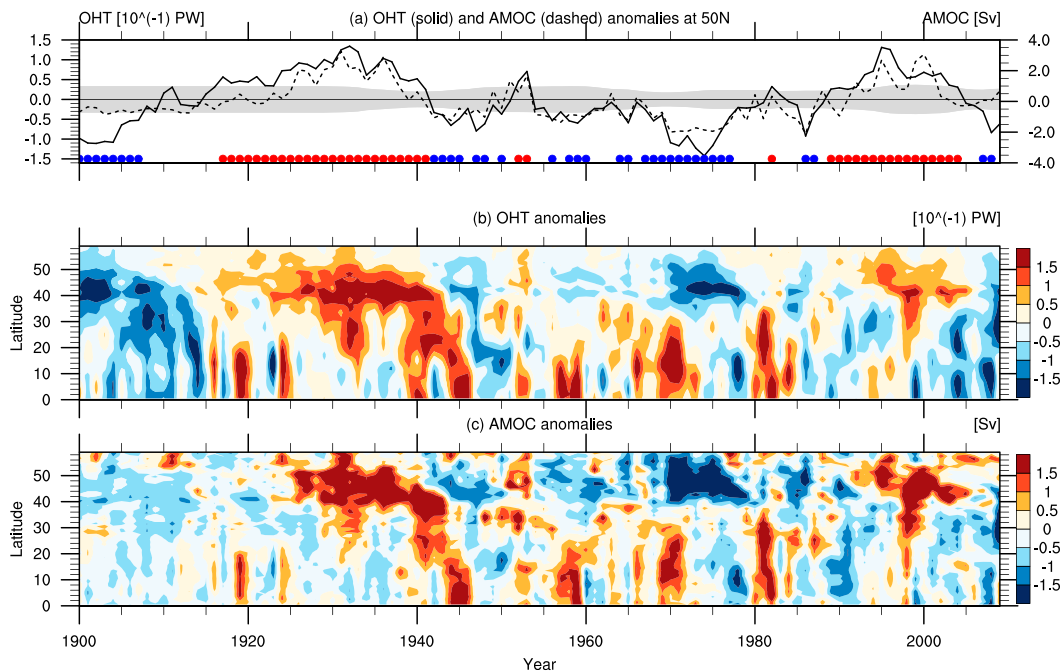 OHT [10^(-1) PW] (a) OHT (solid) and AMOC (dashed) anomalies at 50N AMOC [Sv]
1.5 4.0
1.0
0.5 2.0
0.0 0.0
-0.5
-1.0 -2.0
-1.5 -4.0
(b) OHT anomalies [10^(-1) PW]
50 1.5
40 1
30 0.5
Latitude 0
20 -0.5
10 -1
0 -1.5
(c) AMOC anomalies [Sv]
50 1.5
40 1
30 0.5
Latitude 0
20 -0.5
10 -1
0 -1.5
1900 1920 1940 1960 1980 2000
Year